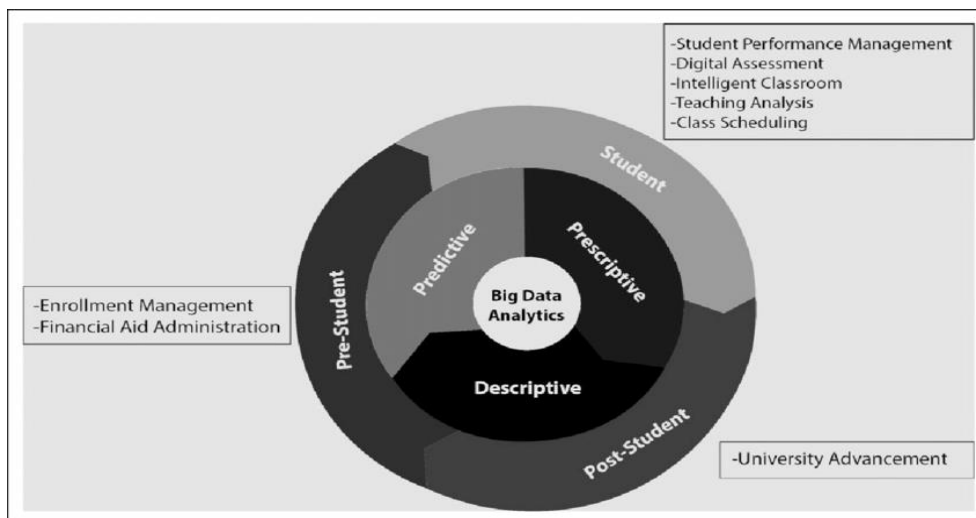 -Student Performance Management
-Digital Assessment
-Intelligent Classroom
-Teaching Analysis
-Class Scheduling
Student
Predictive
Prescriptive
Pre-Student
-Enrollment Management
-Financial Aid Administration
Big Data
Analytics
Descriptive
Post-Student
-University Advancement